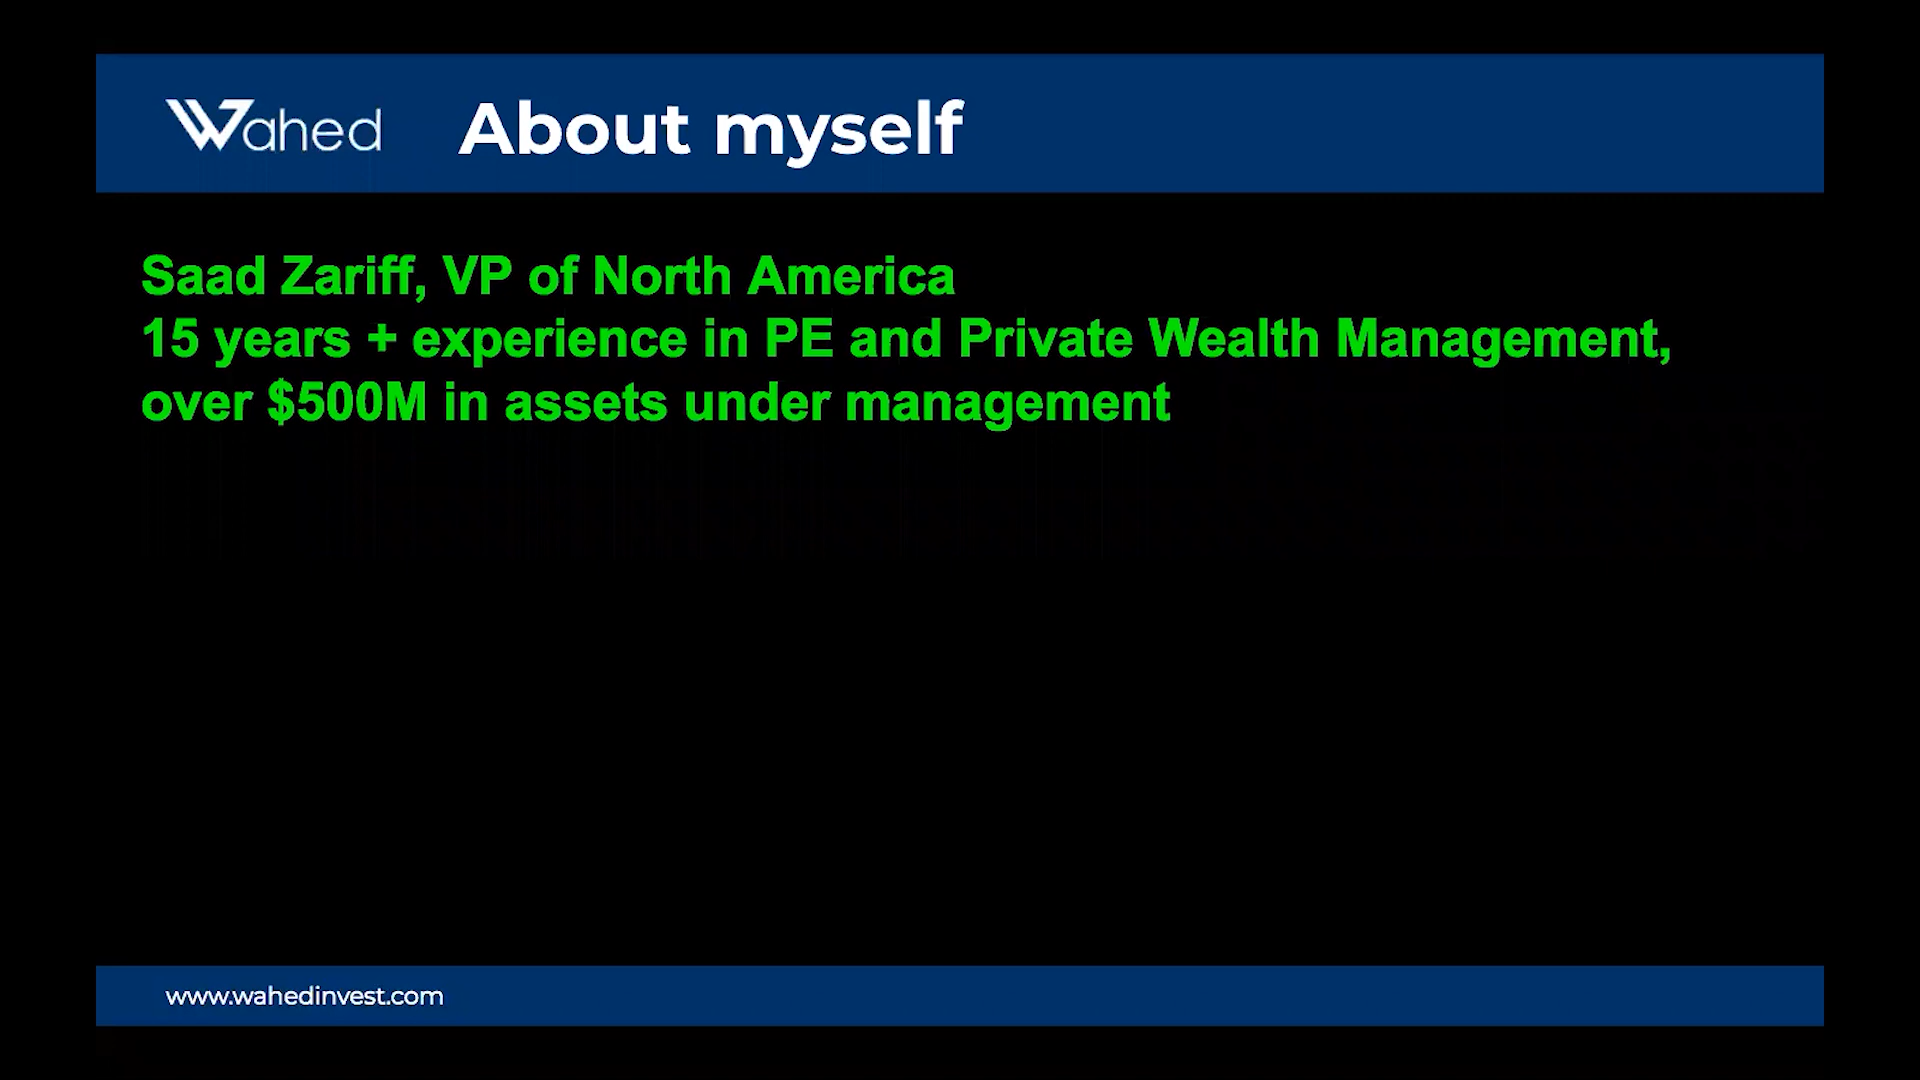 Wahed
About myself
Saad Zariff, VP of North America
15 years + experience in PE and Private Wealth Management,
over $500M in assets under management
www.wahedinvest.com